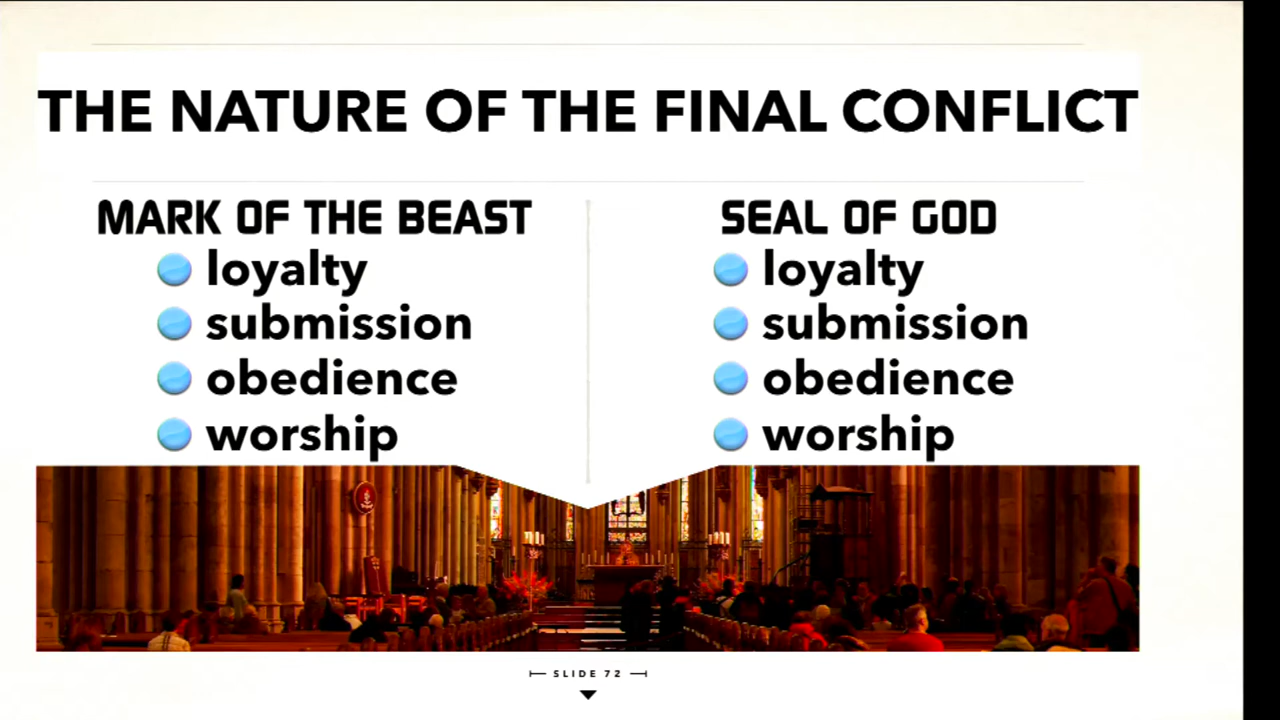 THE NATURE OF THE FINAL CONFLICT
MARK OF THE BEAST
loyalty
submission
obedience
worship
SEAL OF GOD
loyalty
submission
obedience
worship
SLIDE 72